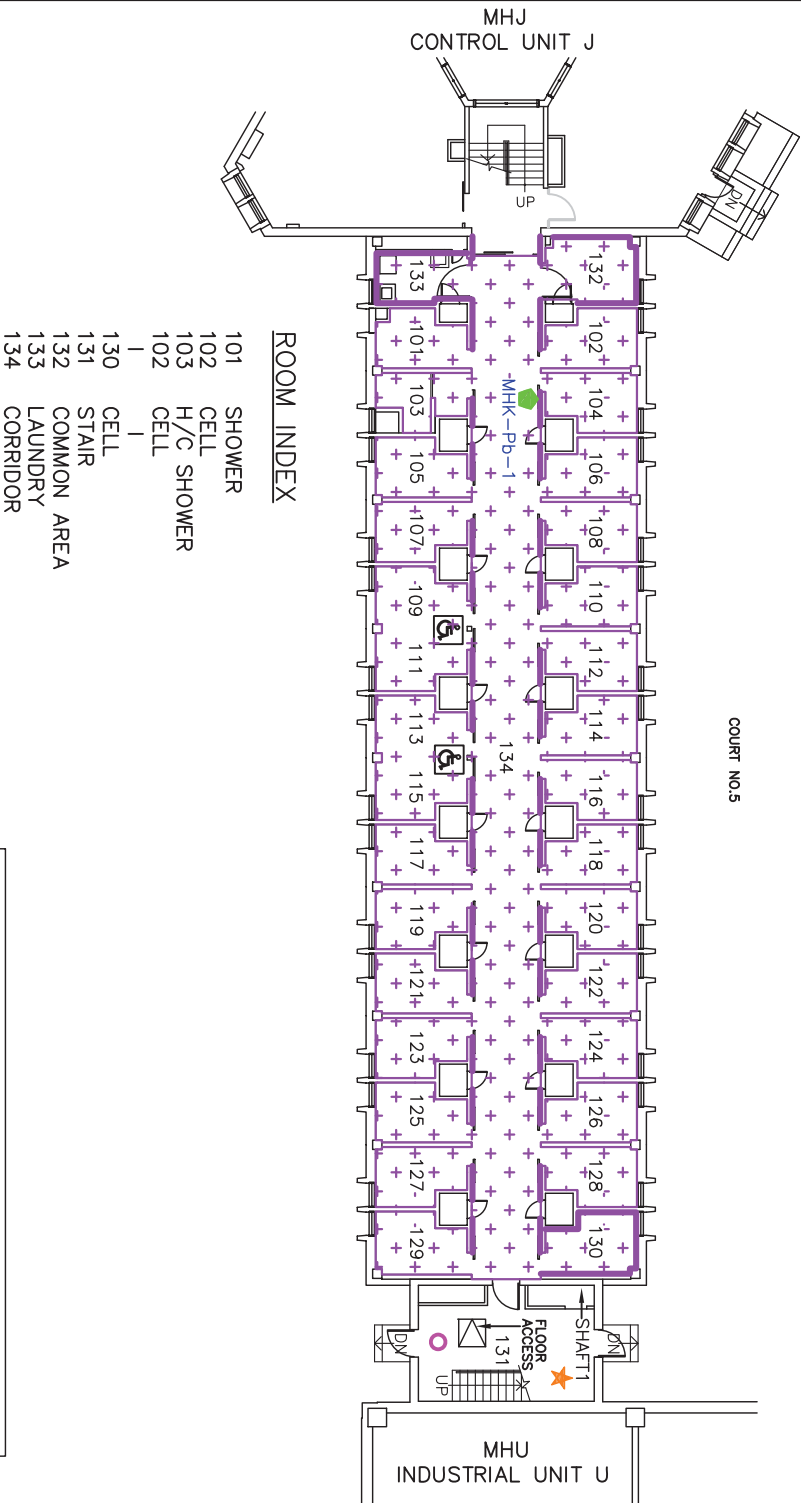 MHJ
CONTROL UNIT J
DN
UP
133
132
101
102
103
104
MHK-Pb-1
105
106
107
108
109
110
111
112
113
114
134
115
116
117
118
119
120
121
122
123
124
125
126
127
128
129
130
COURT NO.5
ROOM INDEX
101 SHOWER
102 CELL
103 H/C SHOWER
102 CELL
| |
130 CELL
131 STAIR
132 COMMON AREA
133 LAUNDRY
134 CORRIDOR
DN
UP
131
FLOOR
ACCESS
SHAFT1
DN
MHU
INDUSTRIAL UNIT U